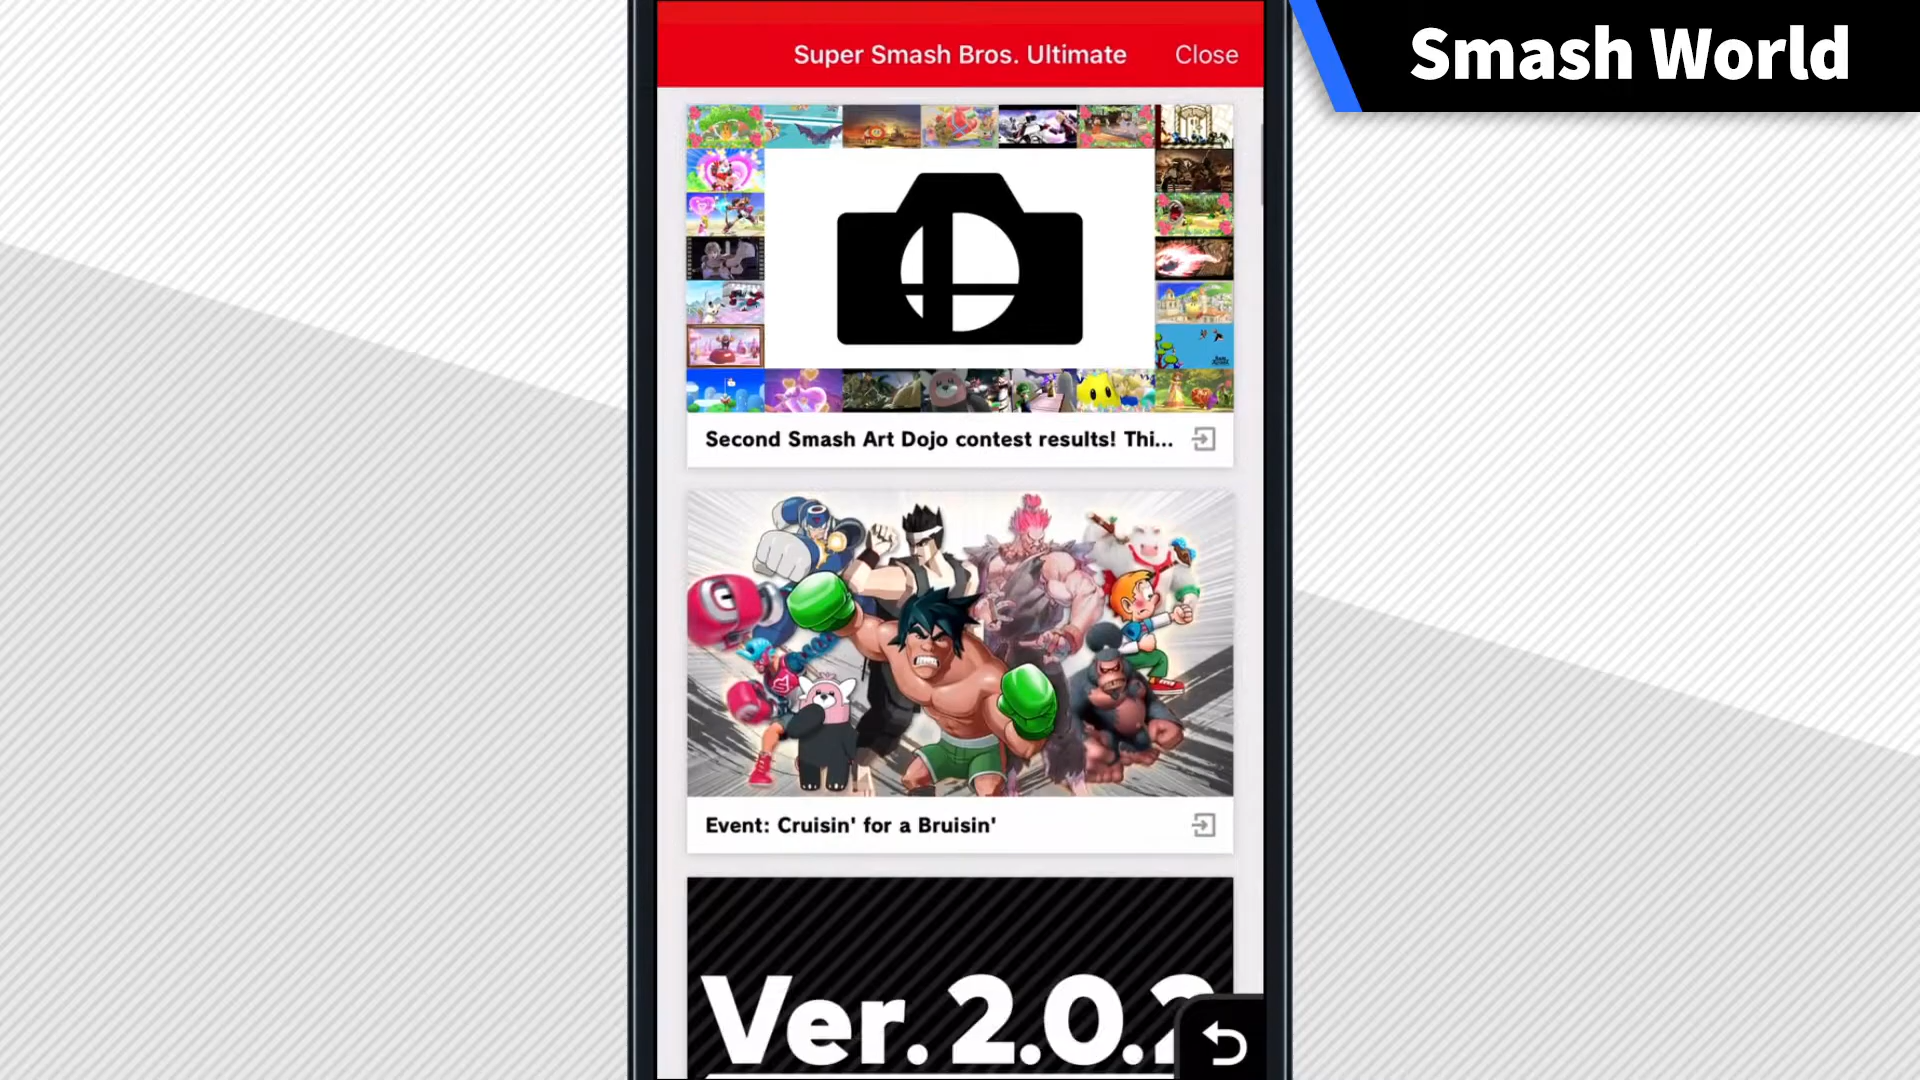 Smash World
Super Smash Bros. Ultimate
Close
Second Smash Art Dojo contest results! Thi...
Event: Cruisin' for a Bruisin'
Ver. 2.0.2